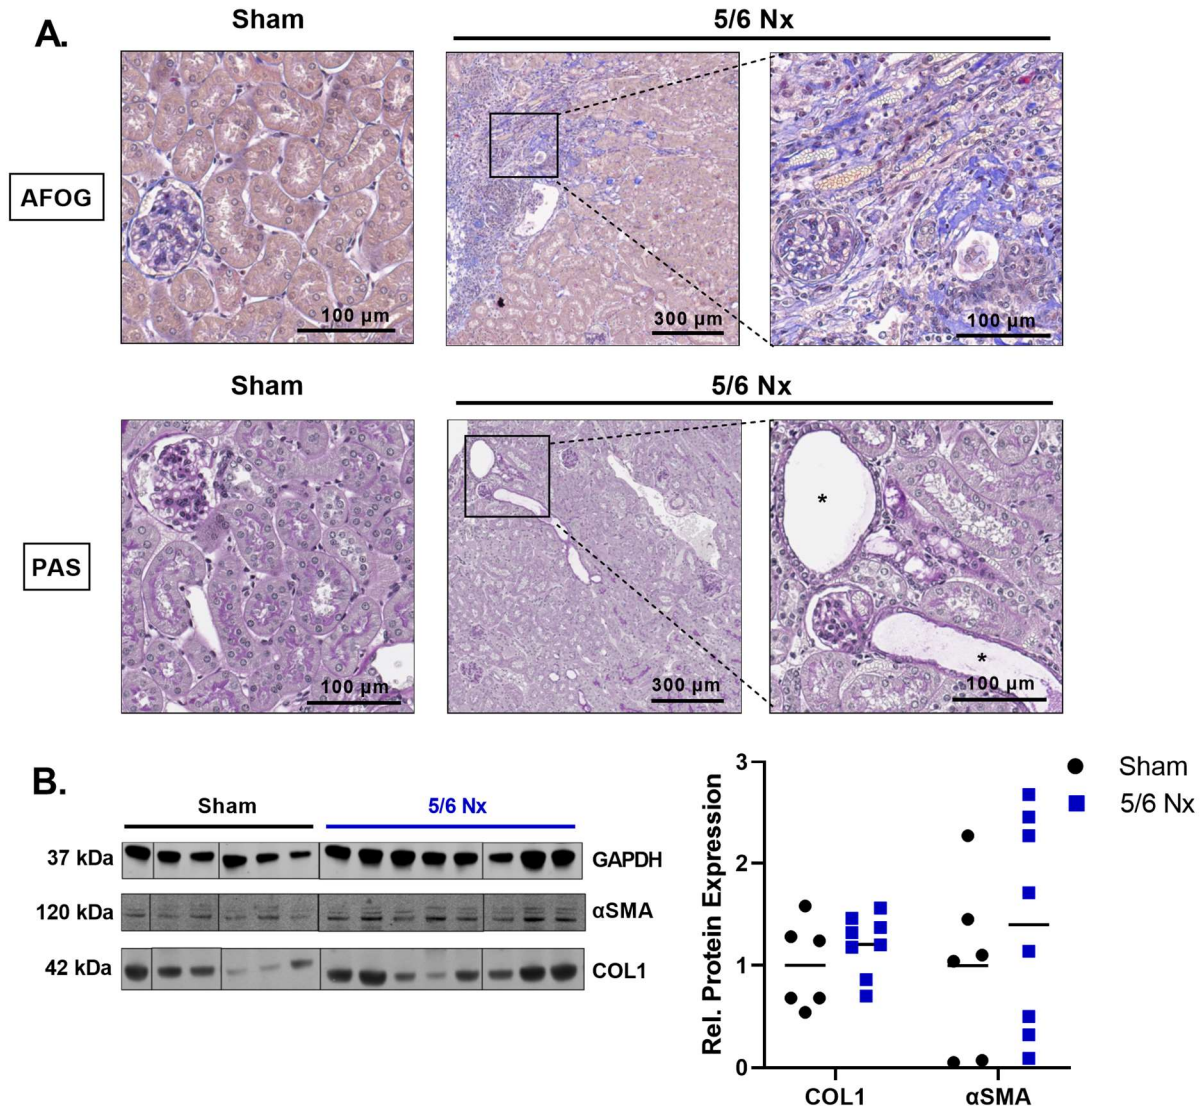 A.
Sham
5/6 Nx
AFOG
100 µm
300 µm
100 µm
Sham
5/6 Nx
PAS
100 µm
300 µm
*
*
100 µm
B.
Sham
5/6 Nx
37 kDa
GAPDH
120 kDa
αSMA
42 kDa
COL1
Rel. Protein Expression
3
2
1
0
COL1
αSMA
Sham
5/6 Nx